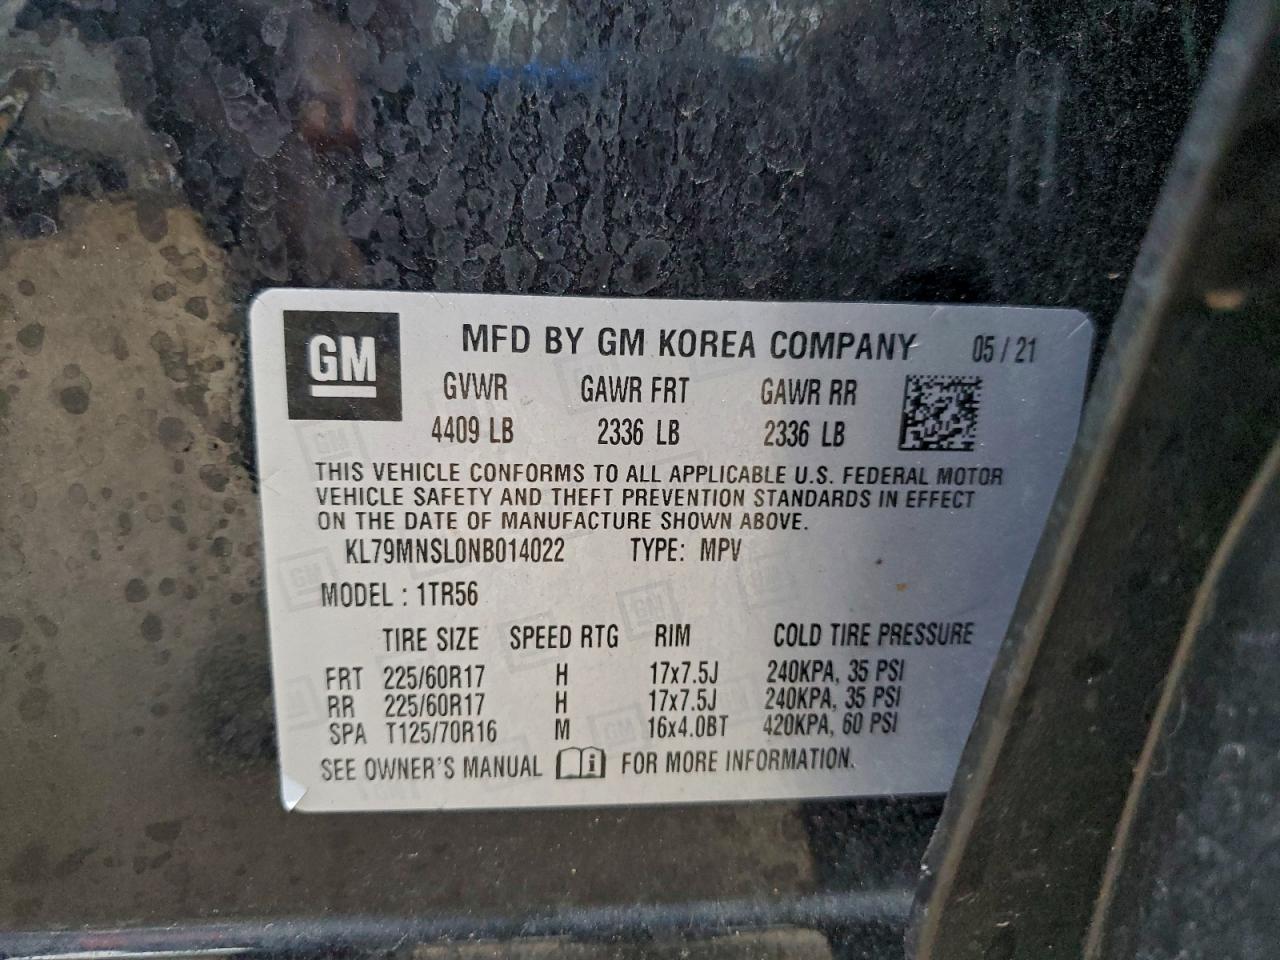 GM MFD BY GM KOREA COMPANY 05 / 21
GVWR GAWR FRT GAWR RR
4409 LB 2336 LB 2336 LB
THIS VEHICLE CONFORMS TO ALL APPLICABLE U.S. FEDERAL MOTOR
VEHICLE SAFETY AND THEFT PREVENTION STANDARDS IN EFFECT
ON THE DATE OF MANUFACTURE SHOWN ABOVE.
KL79MNSL0NB014022 TYPE: MPV
MODEL : 1TR56
TIRE SIZE SPEED RTG RIM COLD TIRE PRESSURE
FRT 225/60R17 H 17x7.5J 240KPA, 35 PSI
RR 225/60R17 H 17x7.5J 240KPA, 35 PSI
SPA T125/70R16 M 16x4.0BT 420KPA, 60 PSI
SEE OWNER'S MANUAL i FOR MORE INFORMATION.